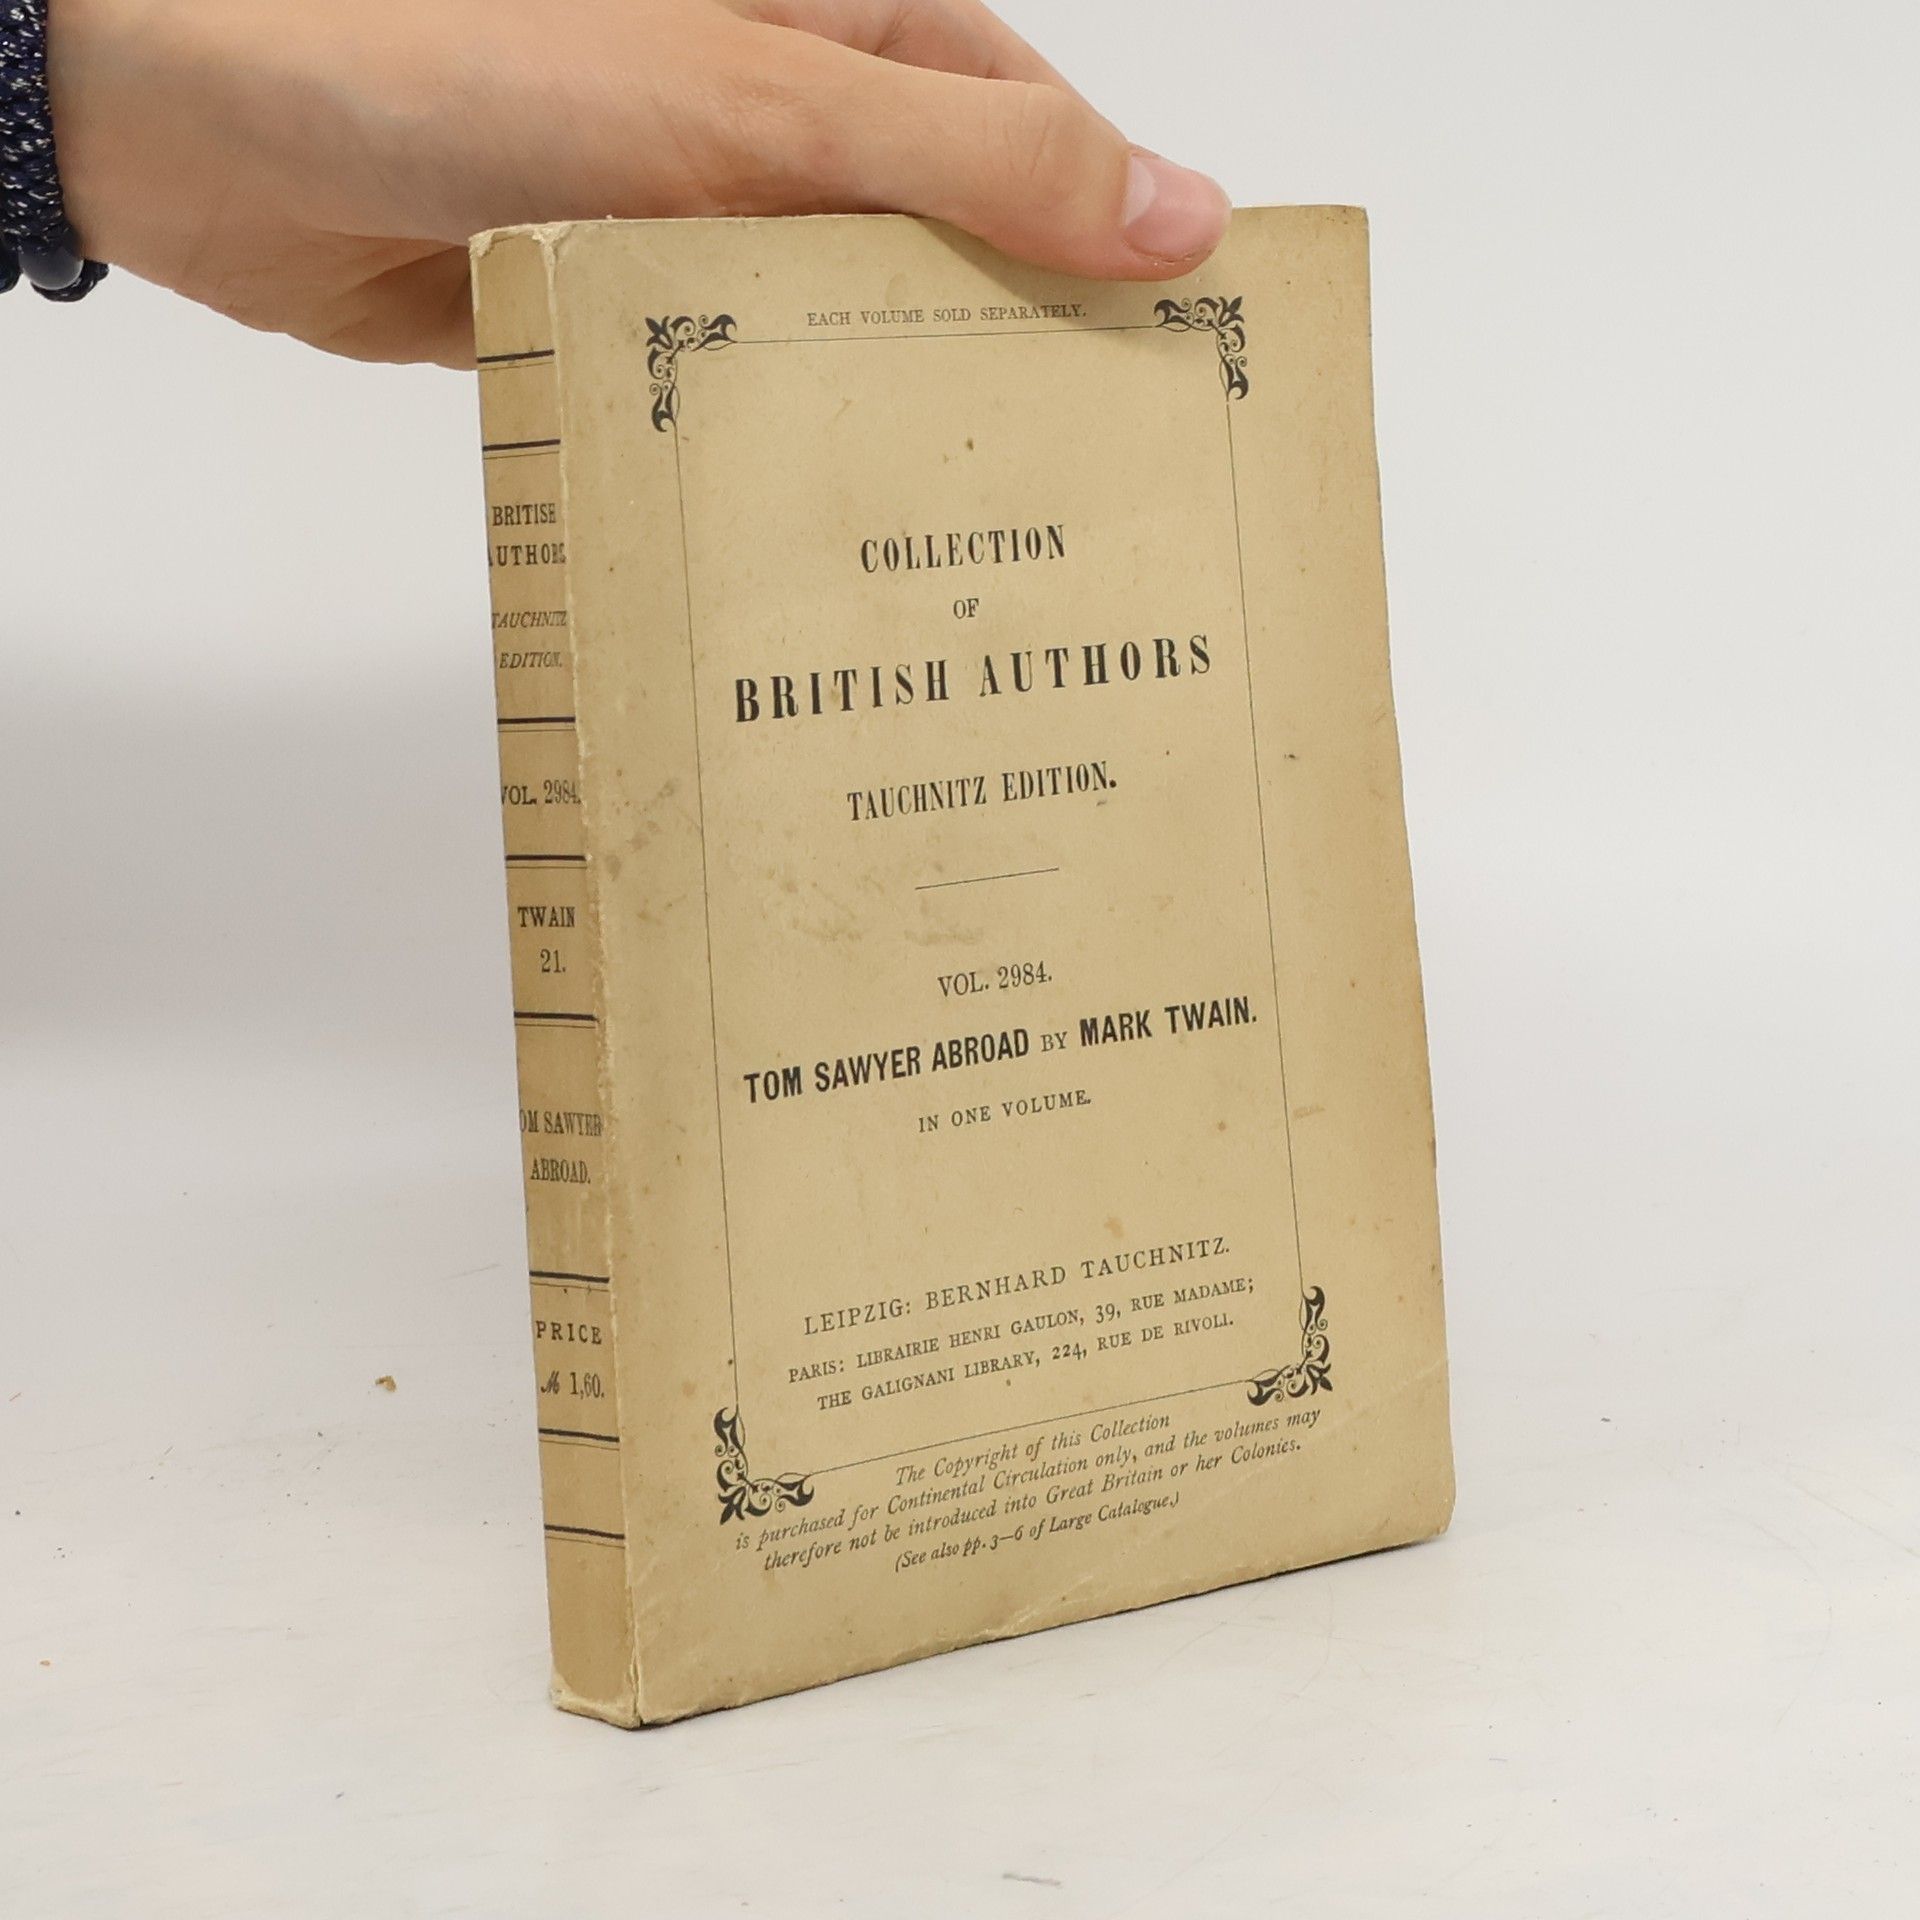 BRITISH
AUTHORS
TAUCHNITZ
EDITION.
VOL. 2984.
TWAIN
21.
TOM SAWYER
ABROAD.
PRICE
ℳ 1,60.
EACH VOLUME SOLD SEPARATELY.
COLLECTION
OF
BRITISH AUTHORS
TAUCHNITZ EDITION.
VOL. 2984.
TOM SAWYER ABROAD BY MARK TWAIN.
IN ONE VOLUME.
LEIPZIG: BERNHARD TAUCHNITZ.
PARIS: LIBRAIRIE HENRI GAULON, 39, RUE MADAME;
THE GALIGNANI LIBRARY, 224, RUE DE RIVOLI.
The Copyright of this Collection
is purchased for Continental Circulation only, and the volumes may
therefore not be introduced into Great Britain or her Colonies.
(See also pp. 3—6 of Large Catalogue.)